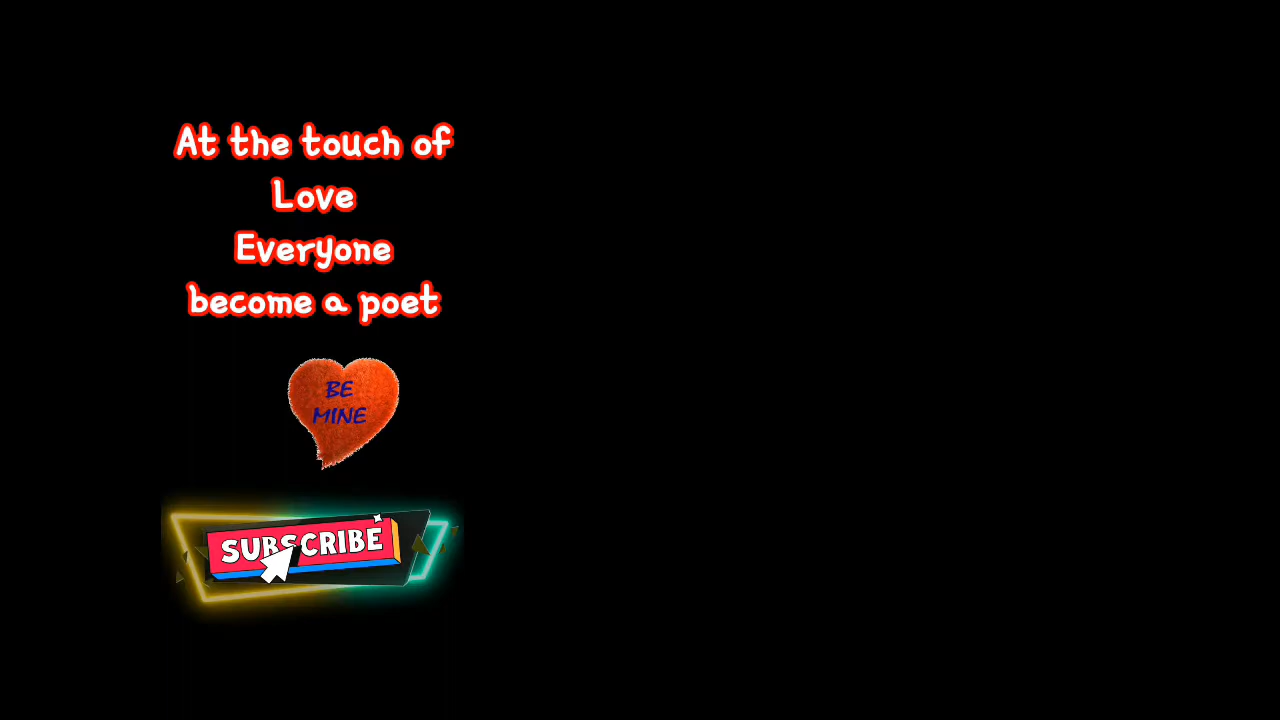 At the touch of
Love
Everyone
become a poet
BE
MINE
SUBSCRIBE